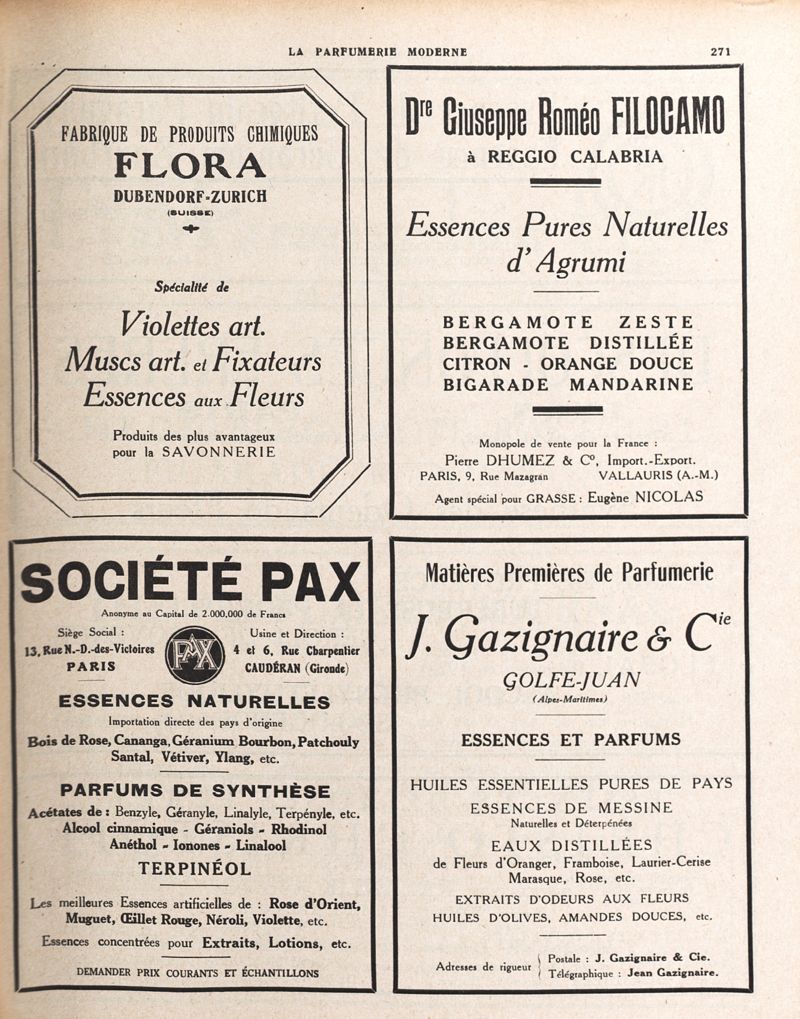 LA PARFUMERIE MODERNE
271
FABRIQUE DE PRODUITS CHIMIQUES
FLORA
DUBENDORF-ZURICH
(SUISSE)
Spécialité de
Violettes art.
Muscs art. et Fixateurs
Essences aux Fleurs
Produits des plus avantageux
pour la SAVONNERIE
Dre Giuseppe Roméo FILOCAMO
à REGGIO CALABRIA
Essences Pures Naturelles
d'Agrumi
BERGAMOTE ZESTE
BERGAMOTE DISTILLÉE
CITRON - ORANGE DOUCE
BIGARADE MANDARINE
Monopole de vente pour la France :
Pierre DHUMEZ & Co, Import.-Export.
PARIS, 9, Rue Mazagran VALLAURIS (A.-M.)
Agent spécial pour GRASSE : Eugène NICOLAS
SOCIÉTÉ PAX
Anonyme au Capital de 2.000,000 de Francs
Siège Social :
13, Rue N.-D.-des-Victoires
PARIS
PAX
Usine et Direction :
4 et 6, Rue Charpentier
CAUDÉRAN (Gironde)
ESSENCES NATURELLES
Importation directe des pays d'origine
Bois de Rose, Cananga, Géranium Bourbon, Patchouly
Santal, Vétiver, Ylang, etc.
PARFUMS DE SYNTHÈSE
Acétates de : Benzyle, Géranyle, Linalyle, Terpényle, etc.
Alcool cinnamique - Géraniols - Rhodinol
Anéthol - Ionones - Linalool
TERPINÉOL
Les meilleures Essences artificielles de : Rose d'Orient,
Muguet, Œillet Rouge, Néroli, Violette, etc.
Essences concentrées pour Extraits, Lotions, etc.
DEMANDER PRIX COURANTS ET ÉCHANTILLONS
Matières Premières de Parfumerie
J. Gazignaire & Cie
GOLFE-JUAN
(Alpes-Maritimes)
ESSENCES ET PARFUMS
HUILES ESSENTIELLES PURES DE PAYS
ESSENCES DE MESSINE
Naturelles et Déterpénées
EAUX DISTILLÉES
de Fleurs d'Oranger, Framboise, Laurier-Cerise
Marasque, Rose, etc.
EXTRAITS D'ODEURS AUX FLEURS
HUILES D'OLIVES, AMANDES DOUCES, etc.
Adresses de rigueur
Postale : J. Gazignaire & Cie.
Télégraphique : Jean Gazignaire.